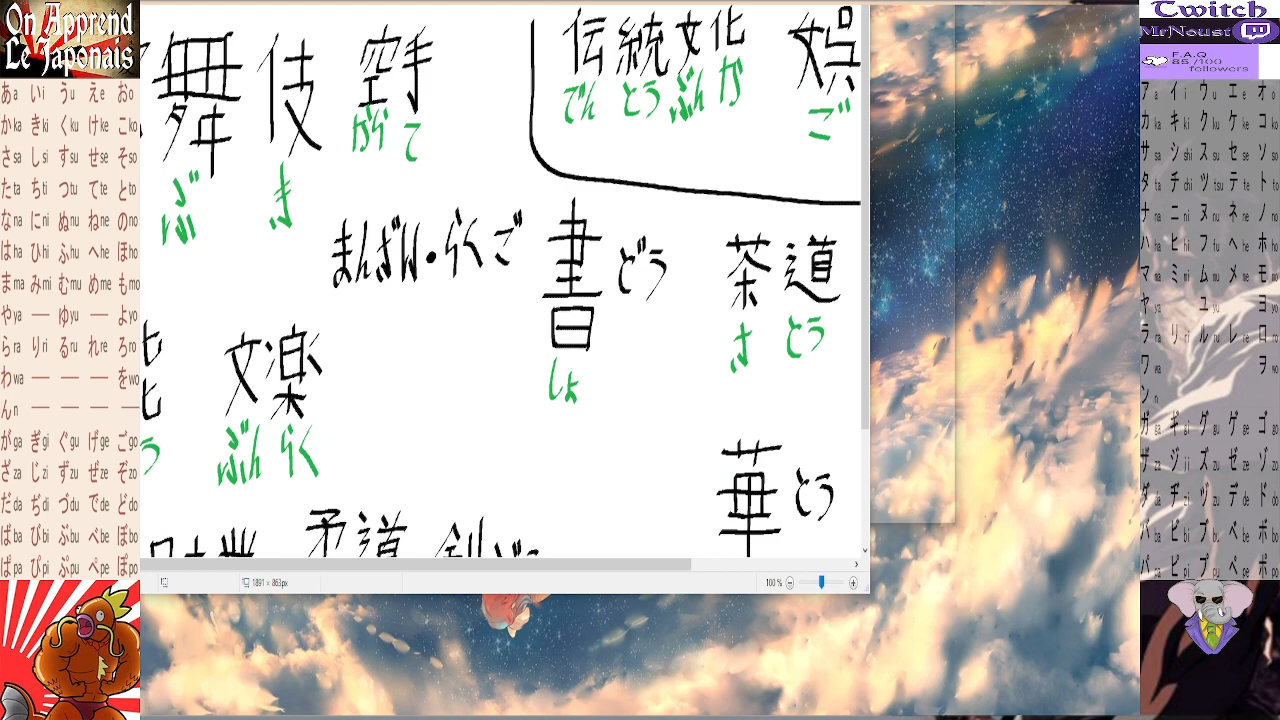 On Apprend
Le Japonais
Twitch
MrNoust
F.A.Q
85/100
followers
舞伎
ぶ き
空手
から て
伝統文化
でん とう ぶん か
娯
ご
まんざい・らくご
書どう
しょ
茶道
さ どう
文楽
ぶん らく
華どう
柔道
1891 × 863px
100 %
あa いi うu えe おo
かka きki くku けke こko
さsa しsi すsu せse そso
たta ちti つtu てte とto
なna にni ぬnu ねne のno
はha ひhi ふhu へhe ほho
まma みmi むmu めme もmo
やya — ゆyu — よyo
らra りri るru れre ろro
わwa — — — をwo
んn — — — —
がga ぎgi ぐgu げge ごgo
ざza じzi ずzu ぜze ぞzo
だda ぢdi づdu でde どdo
ばba びbi ぶbu べbe ぼbo
ぱpa ぴpi ぷpu ぺpe ぽpo
アa イi ウu エe オo
カka キki クku ケke コko
サsa シshi スsu セse ソso
タta チchi ツtsu テte トto
ナna ニni ヌnu ネne ノno
ハha ヒhi フfu ヘhe ホho
マma ミmi ムmu メme モmo
ヤya ユyu ヨyo
ラra リri ルru レre ロro
ワwa ヲwo
ンn
ガga ギgi グgu ゲge ゴgo
ザza ジji ズzu ゼze ゾzo
ダda ヂji ヅzu デde ドdo
バba ビbi ブbu ベbe ボbo
パpa ピpi プpu ペpe ポpo